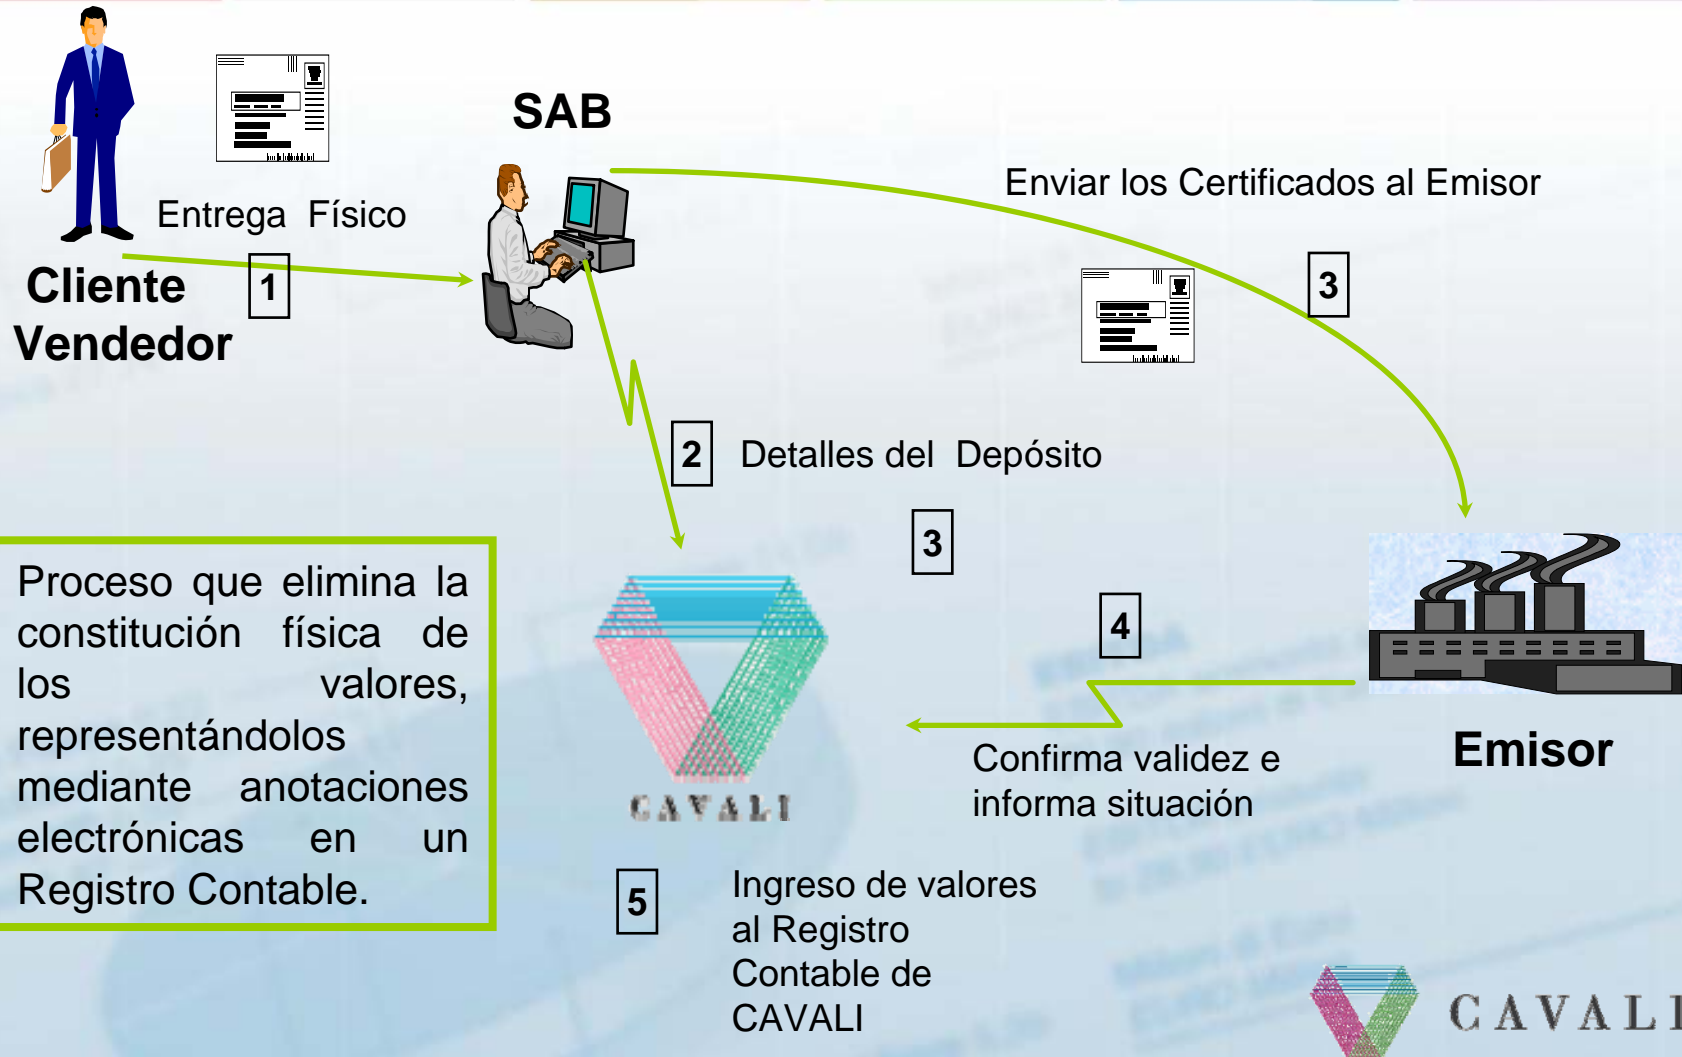 SAB
Enviar los Certificados al Emisor
Entrega Físico
1
Cliente
Vendedor
3
2
Detalles del Depósito
3
Proceso que elimina la
constitución física de
los valores,
representándolos
mediante anotaciones
electrónicas en un
Registro Contable.
4
Confirma validez e
informa situación
Emisor
CAVALI
5
Ingreso de valores
al Registro
Contable de
CAVALI
CAVALI